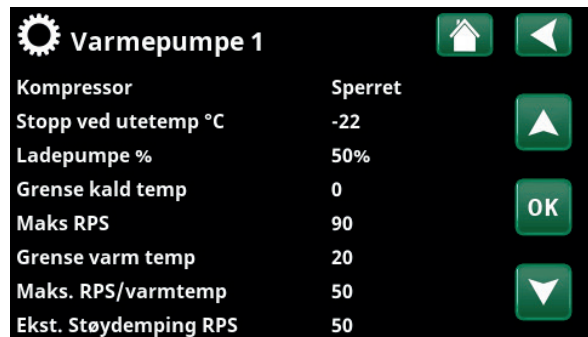 Varmepumpe 1
Kompressor Sperret
Stopp ved utetemp °C -22
Ladepumpe % 50%
Grense kald temp 0
Maks RPS 90
OK
Grense varm temp 20
Maks. RPS/varmtemp 50
Ekst. Støydemping RPS 50